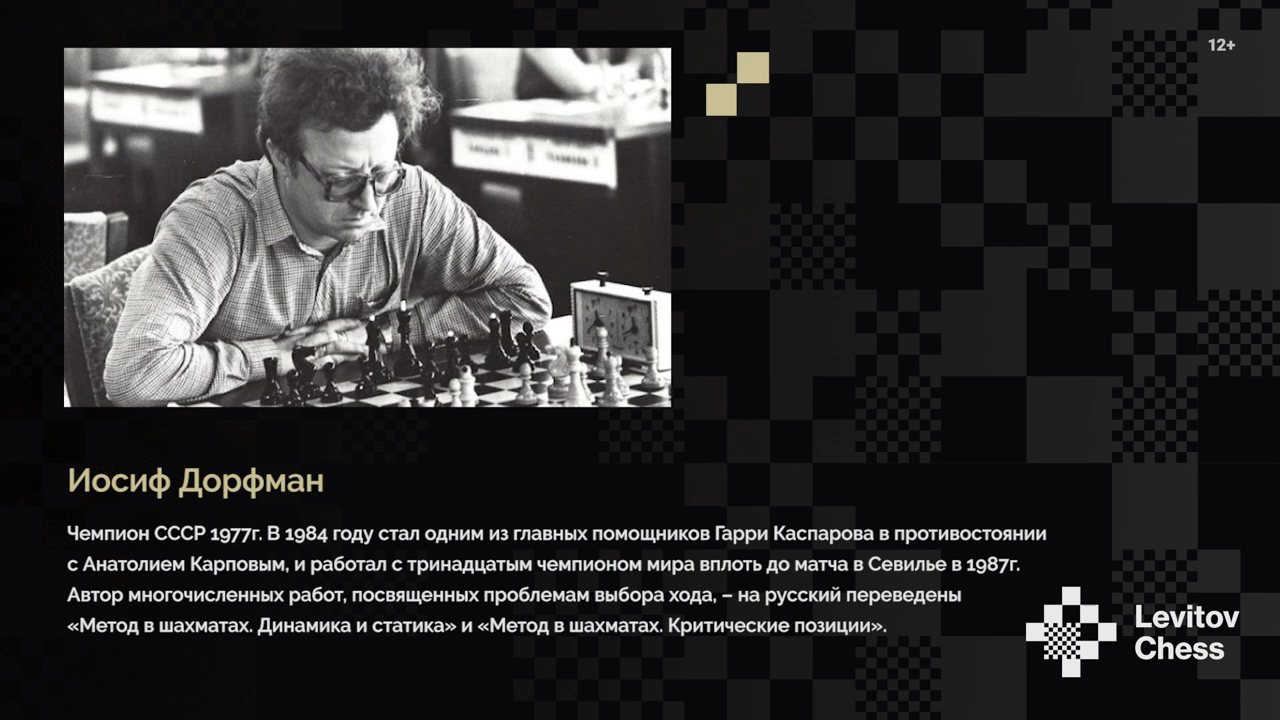 12+
Иосиф Дорфман
Чемпион СССР 1977г. В 1984 году стал одним из главных помощников Гарри Каспарова в противостоянии
с Анатолием Карповым, и работал с тринадцатым чемпионом мира вплоть до матча в Севилье в 1987г.
Автор многочисленных работ, посвященных проблемам выбора хода, – на русский переведены
«Метод в шахматах. Динамика и статика» и «Метод в шахматах. Критические позиции».
Levitov
Chess